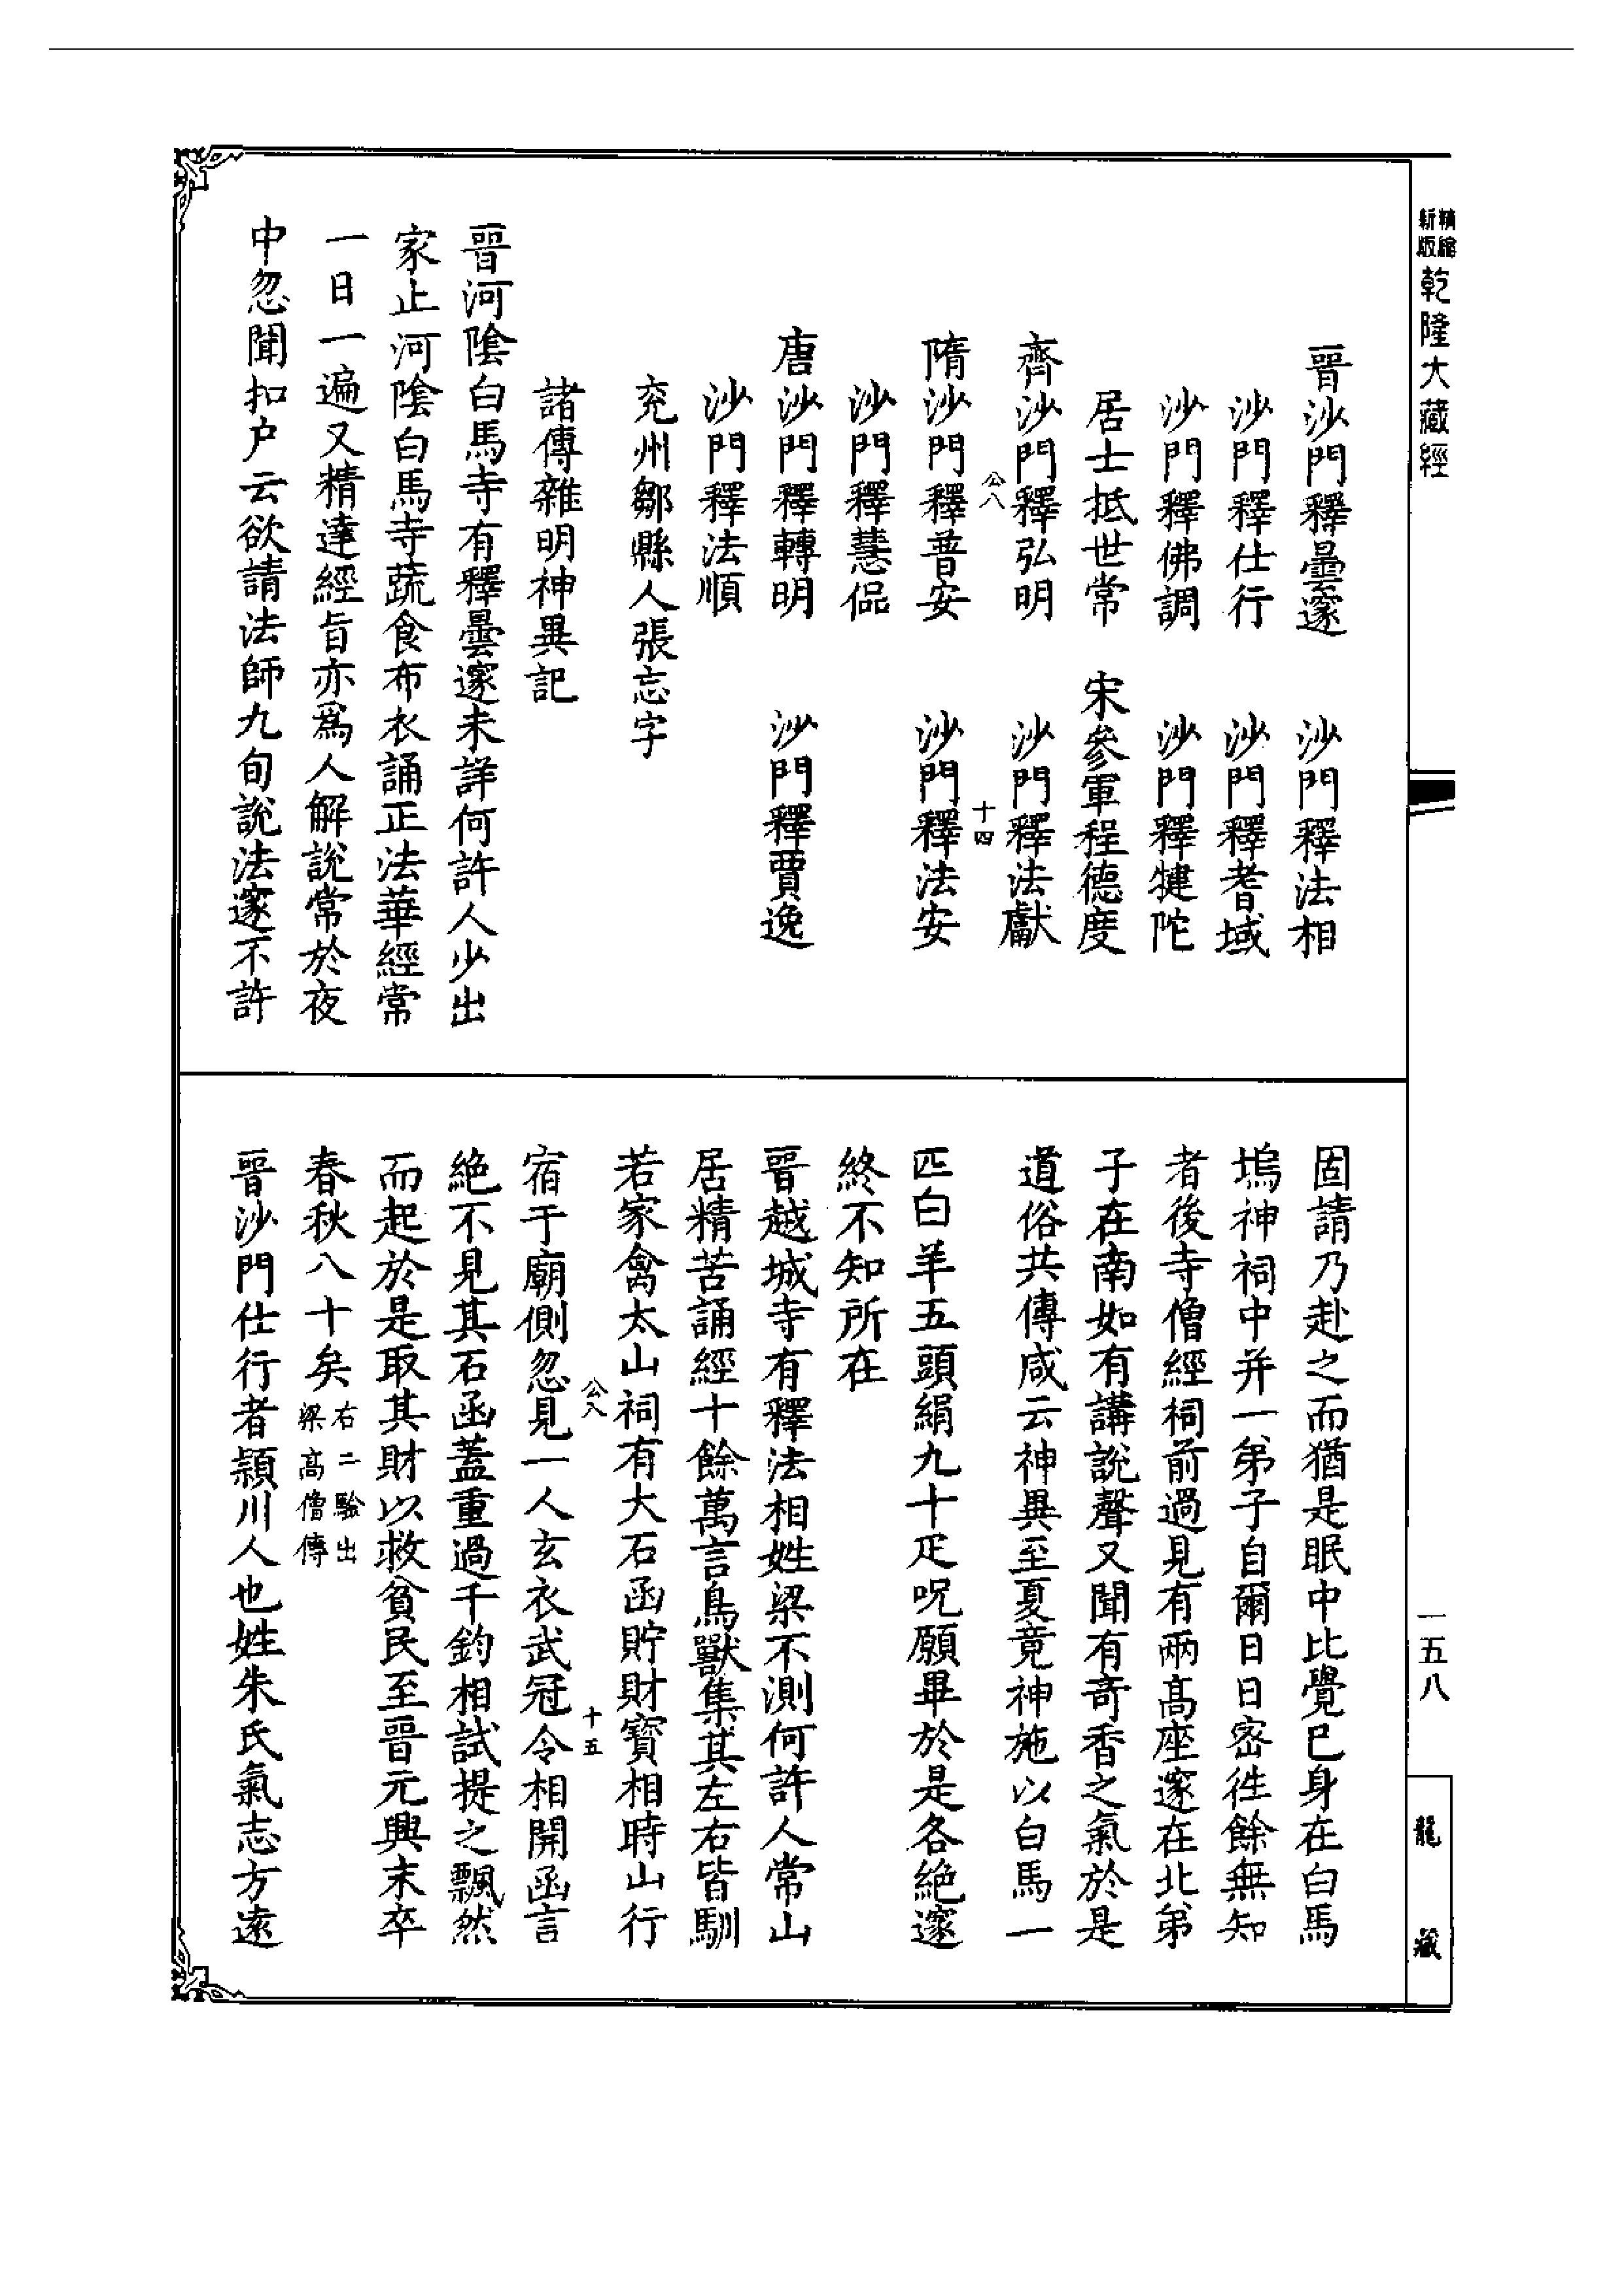 精縮新版乾隆大藏經
晉沙門釋曇邃　沙門釋法相
沙門釋仕行　沙門釋耆域
沙門釋佛調　沙門釋犍陀
居士抵世常　宋參軍程德度
齊沙門釋弘明　沙門釋法獻
公八　十四
隋沙門釋普安　沙門釋法安
沙門釋慧侃
唐沙門釋轉明　沙門釋賈逸
沙門釋法順
兖州鄒縣人張忘字
諸傳雜明神異記
晉河陰白馬寺有釋曇邃未詳何許人少出
家止河陰白馬寺蔬食布衣誦正法華經常
一日一遍又精達經旨亦爲人解說常於夜
中忽聞扣户云欲請法師九旬說法邃不許
固請乃赴之而猶是眠中比覺已身在白馬
塢神祠中并一弟子自爾日日密徃餘無知
者後寺僧經祠前過見有兩高座邃在北弟
子在南如有講說聲又聞有奇香之氣於是
道俗共傳咸云神異至夏竟神施以白馬一
匹白羊五頭絹九十疋呪願畢於是各絶邃
終不知所在
晉越城寺有釋法相姓梁不測何許人常山
居精苦誦經十餘萬言鳥獸集其左右皆馴
若家禽太山祠有大石函貯財寶相時山行
公八　十五
宿于廟側忽見一人玄衣武冠令相開函言
絶不見其石函蓋重過千鈞相試提之飄然
而起於是取其財以救貧民至晉元興末卒
春秋八十矣右二驗出梁高僧傳
晉沙門仕行者潁川人也姓朱氏氣志方遠
一五八
龍藏